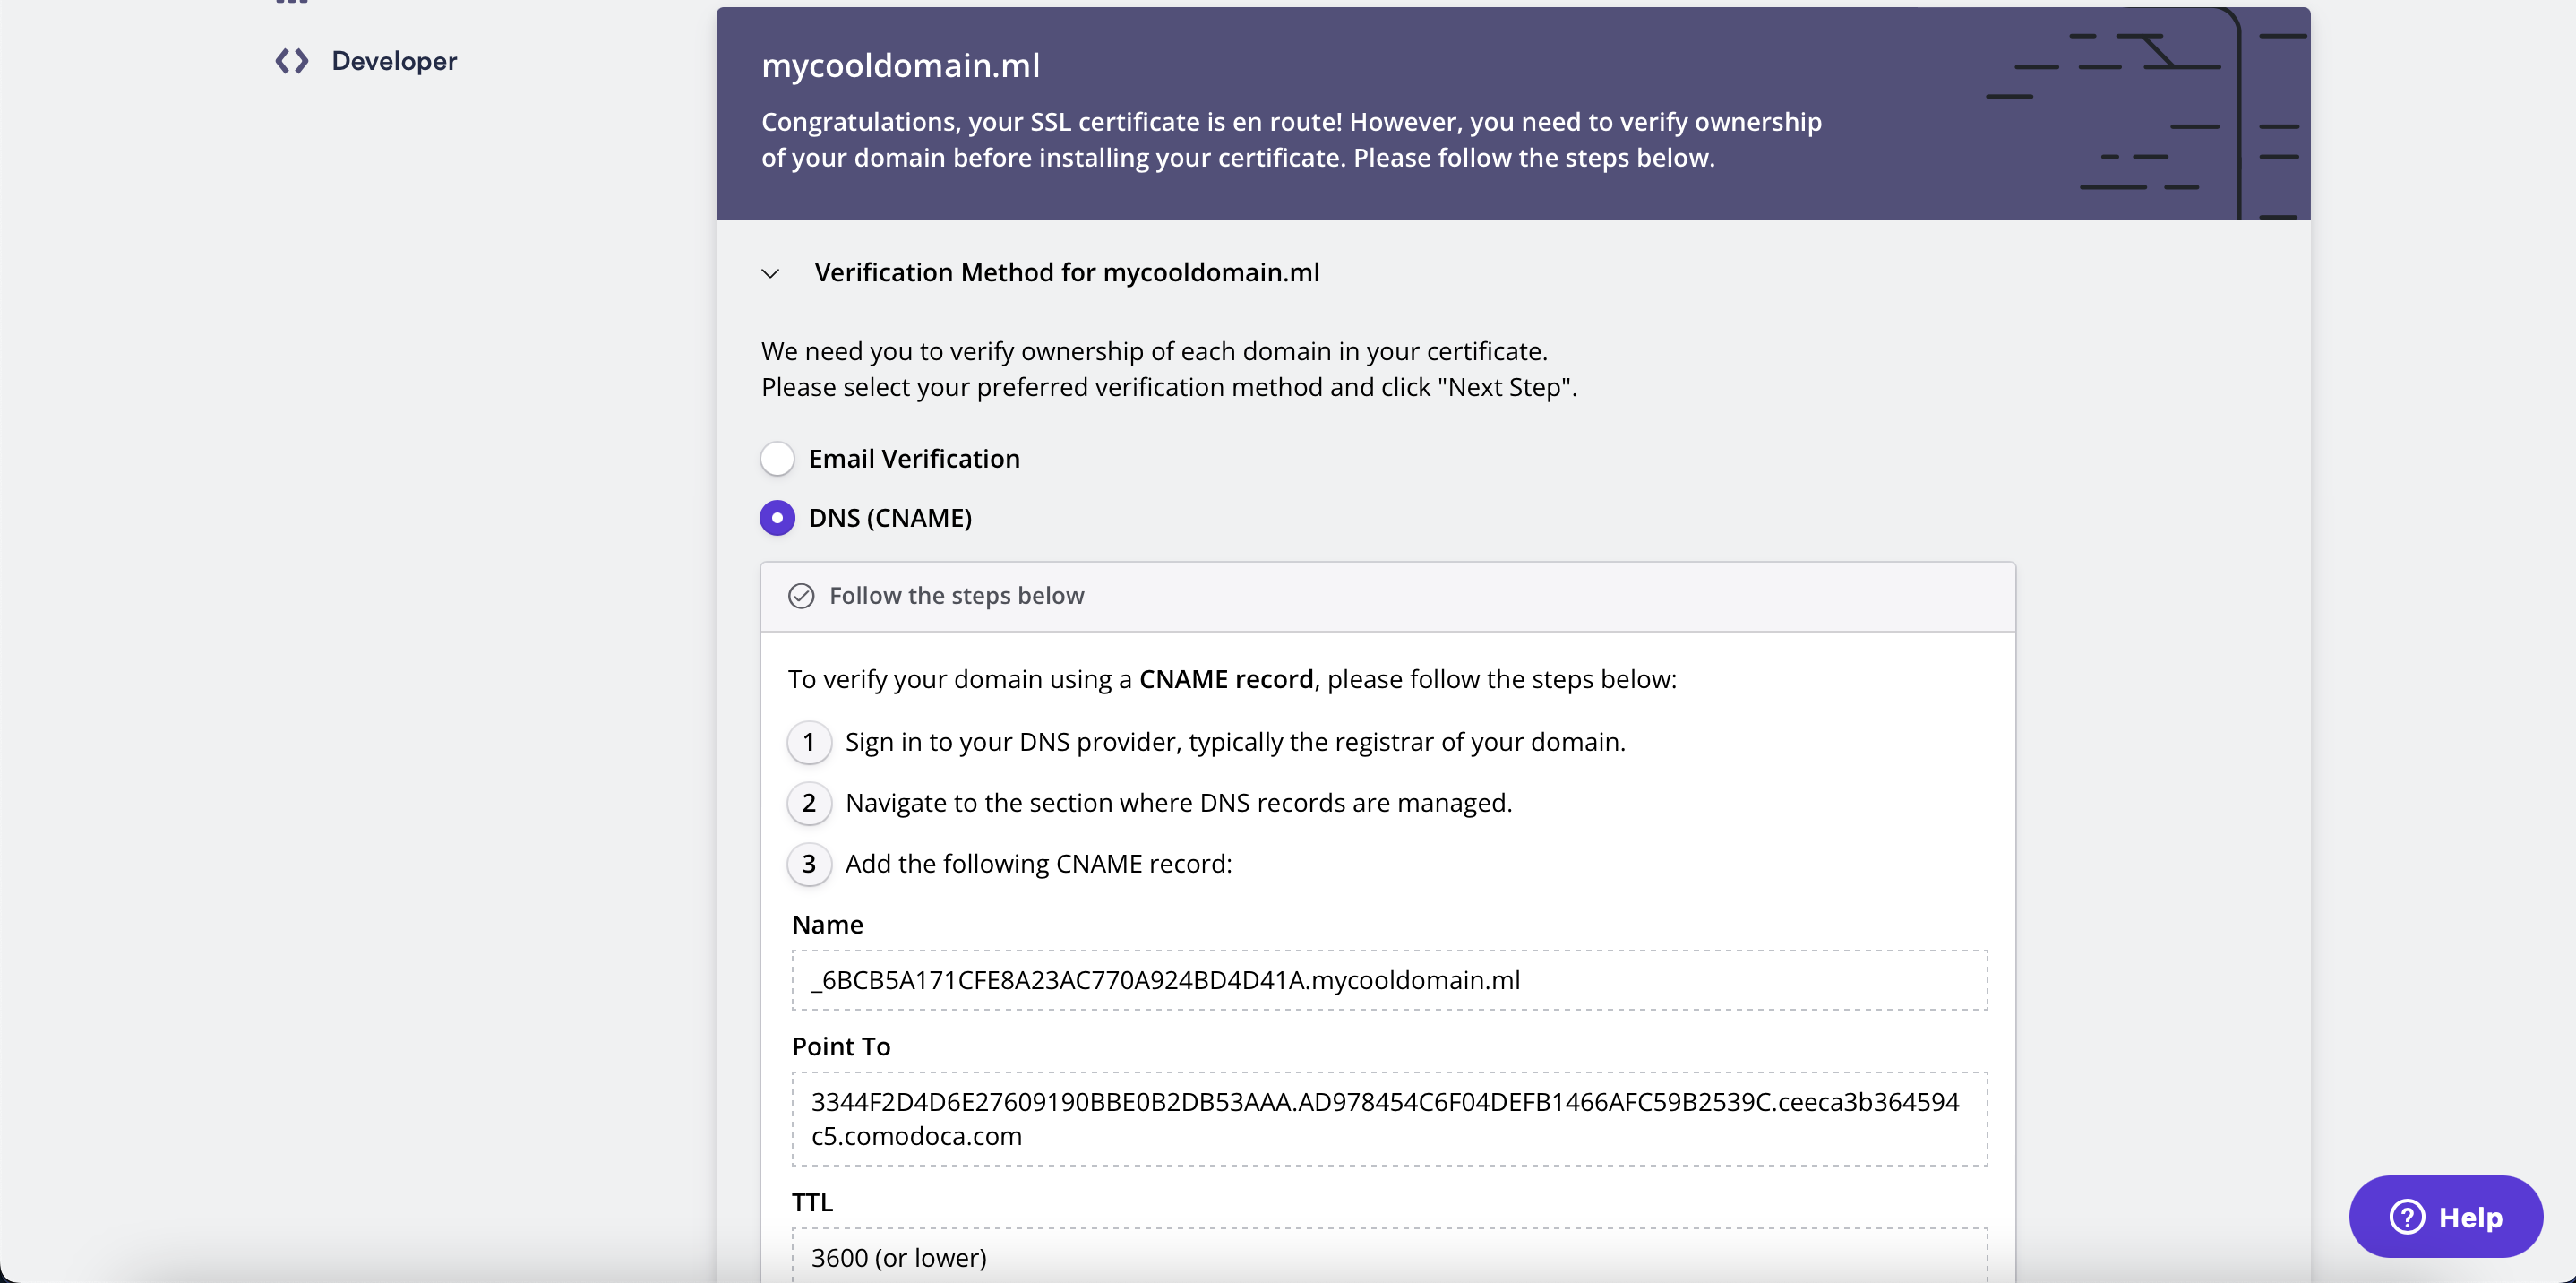 Developer
mycooldomain.ml
Congratulations, your SSL certificate is en route! However, you need to verify ownership
of your domain before installing your certificate. Please follow the steps below.
Verification Method for mycooldomain.ml
We need you to verify ownership of each domain in your certificate.
Please select your preferred verification method and click "Next Step".
Email Verification
DNS (CNAME)
Follow the steps below
To verify your domain using a CNAME record, please follow the steps below:
1 Sign in to your DNS provider, typically the registrar of your domain.
2 Navigate to the section where DNS records are managed.
3 Add the following CNAME record:
Name
_6BCB5A171CFE8A23AC770A924BD4D41A.mycooldomain.ml
Point To
3344F2D4D6E27609190BBE0B2DB53AAA.AD978454C6F04DEFB1466AFC59B2539C.ceeca3b364594
c5.comodoca.com
TTL
3600 (or lower)
Help